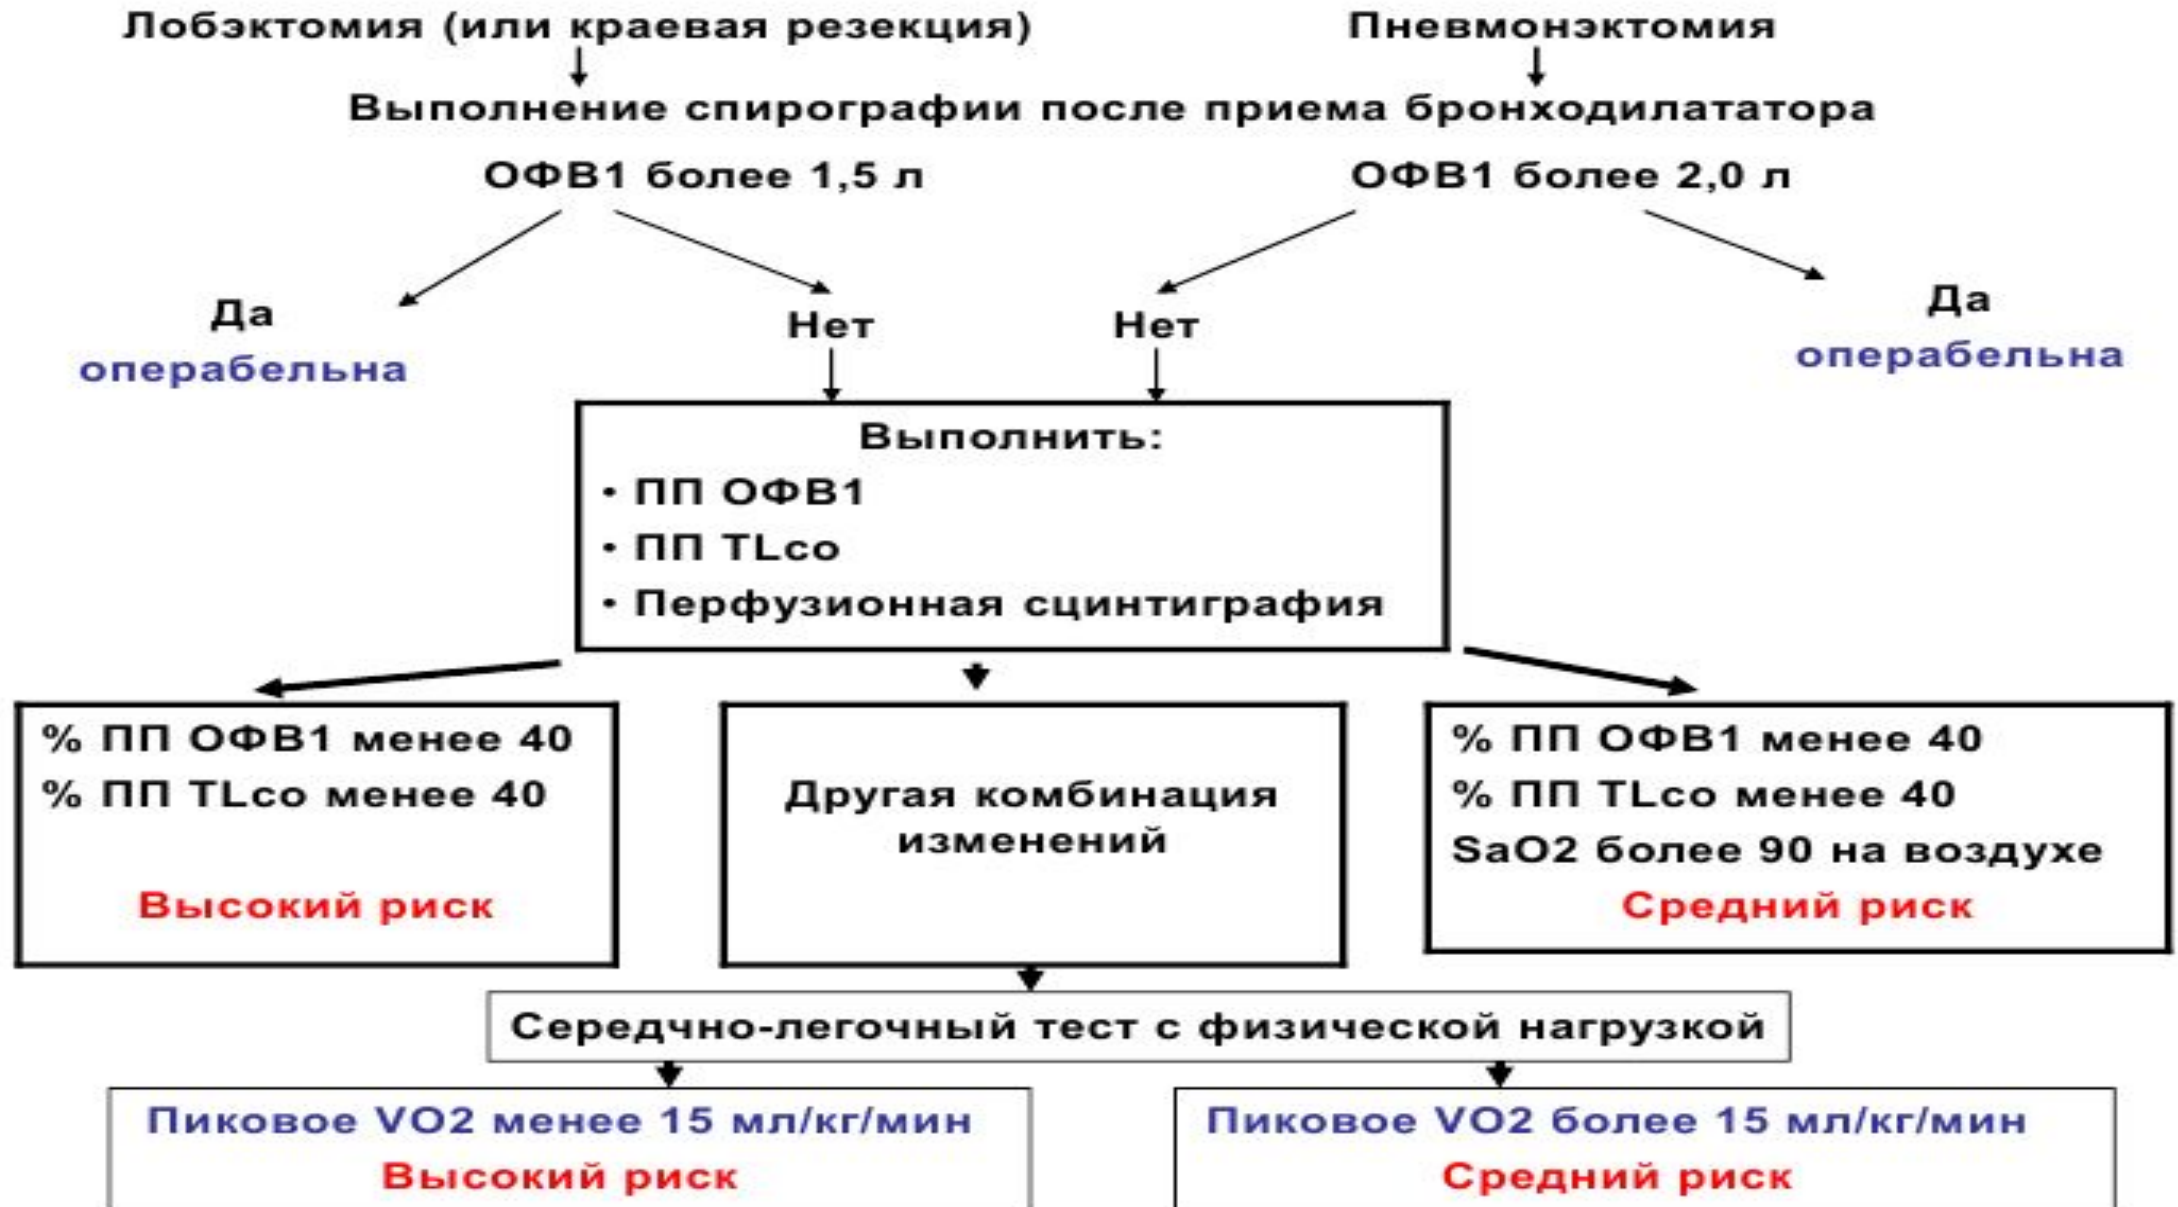 Лобэктомия (или краевая резекция)
Пневмонэктомия
Выполнение спирографии после приема бронходилататора
ОФВ1 более 1,5 л
ОФВ1 более 2,0 л
Да
операбельна
Нет
Нет
Да
операбельна
Выполнить:
• ПП ОФВ1
• ПП TLco
• Перфузионная сцинтиграфия
% ПП ОФВ1 менее 40
% ПП TLco менее 40
Высокий риск
Другая комбинация
изменений
% ПП ОФВ1 менее 40
% ПП TLco менее 40
SaO2 более 90 на воздухе
Средний риск
Середчно-легочный тест с физической нагрузкой
Пиковое VO2 менее 15 мл/кг/мин
Высокий риск
Пиковое VO2 более 15 мл/кг/мин
Средний риск